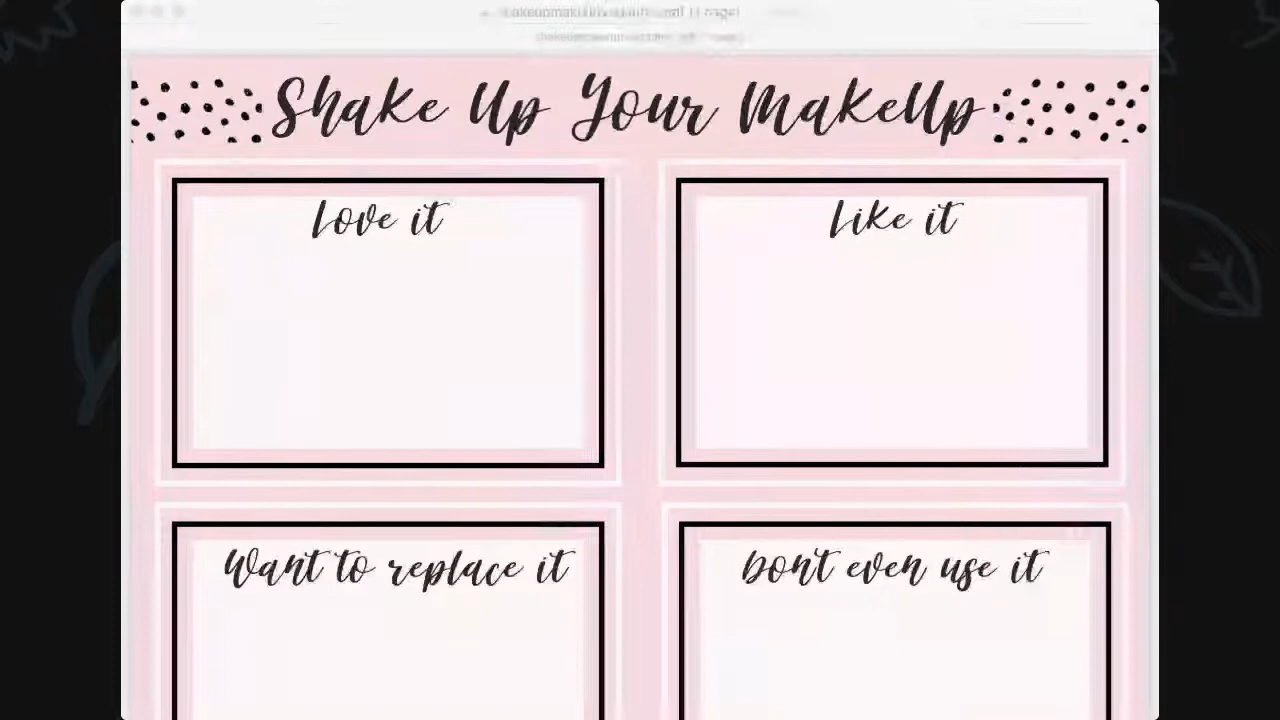 Shake Up Your MakeUp
Love it
Like it
Want to replace it
Don't even use it